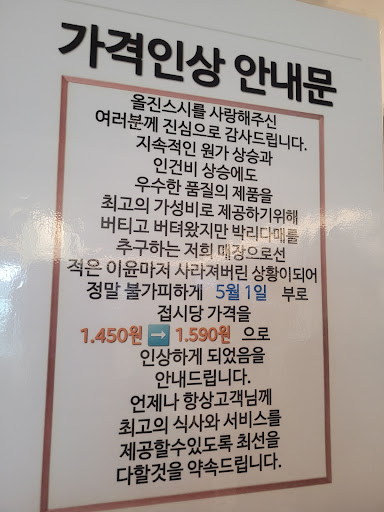 가격인상 안내문
올진스시를 사랑해주신
여러분께 진심으로 감사드립니다.
지속적인 원가 상승과
인건비 상승에도
우수한 품질의 제품을
최고의 가성비로 제공하기위해
버티고 버텨왔지만 박리다매를
추구하는 저희 매장으로선
적은 이윤마저 사라져버린 상황이되어
정말 불가피하게 5월 1일 부로
접시당 가격을
1.450원 ➡ 1.590원 으로
인상하게 되었음을
안내드립니다.
언제나 항상고객님께
최고의 식사와 서비스를
제공할수있도록 최선을
다할것을 약속드립니다.